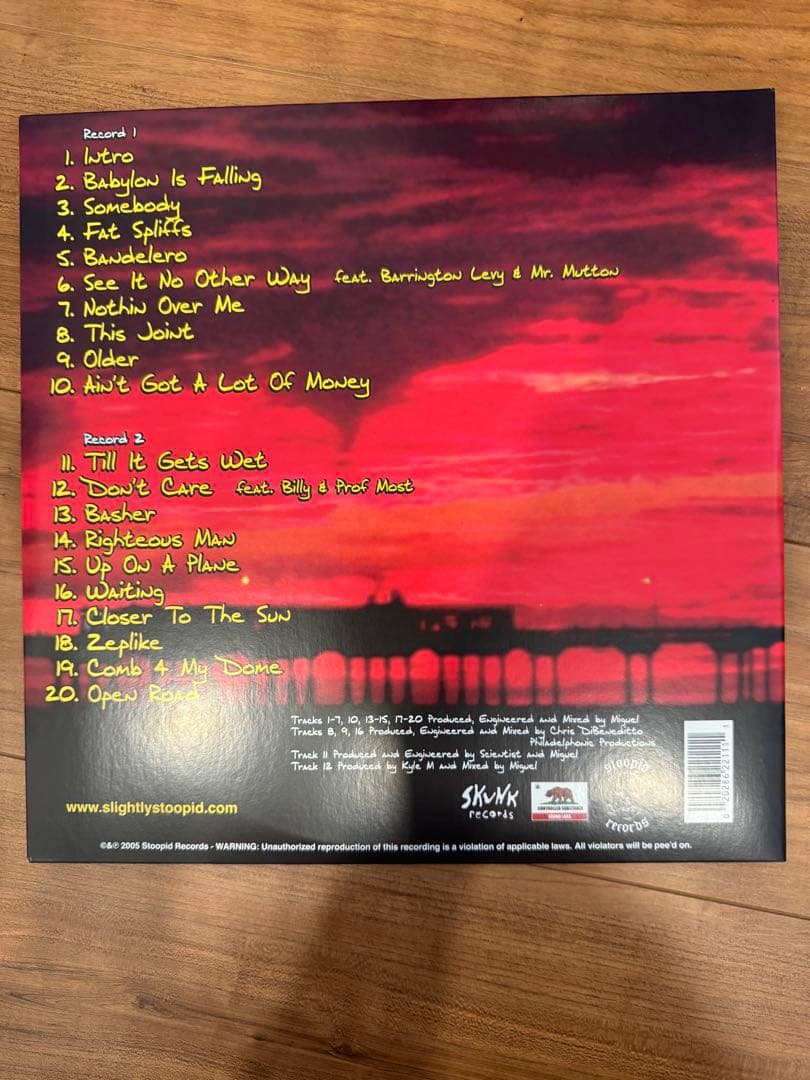 Record 1
1. Intro
2. Babylon Is Falling
3. Somebody
4. Fat Spliffs
5. Bandelero
6. See It No Other Way feat. Barrington Levy & Mr. Mutton
7. Nothin Over Me
8. This Joint
9. Older
10. Ain't Got A Lot Of Money
Record 2
11. Till It Gets Wet
12. Don't Care feat. Billy & Prof Most
13. Basher
14. Righteous Man
15. Up On A Plane
16. Waiting
17. Closer To The Sun
18. Zeplike
19. Comb 4 My Dome
20. Open Road
Tracks 1-7, 10, 13-15, 17-20 Produced, Engineered and Mixed by Miguel
Tracks 8, 9, 16 Produced, Engineered and Mixed by Chris DiBeneditto
Philadelphonic Productions
Track 11 Produced and Engineered by Scientist and Miguel
Track 12 Produced by Kyle M and Mixed by Miguel
www.slightlystoopid.com
SKUNK
records
CONTROLLED SUBSTANCE
SOUND LABS
stoopid
records
©&℗ 2005 Stoopid Records - WARNING: Unauthorized reproduction of this recording is a violation of applicable laws. All violators will be pee'd on.